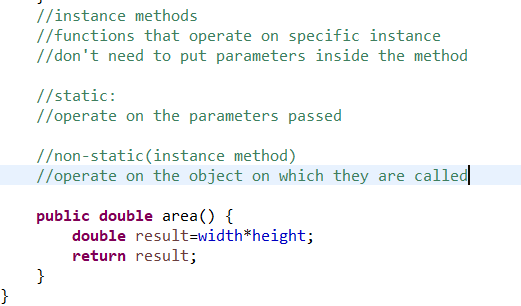 }
//instance methods
//functions that operate on specific instance
//don't need to put parameters inside the method
//static:
//operate on the parameters passed
//non-static(instance method)
//operate on the object on which they are called
public double area() {
double result=width*height;
return result;
}
}